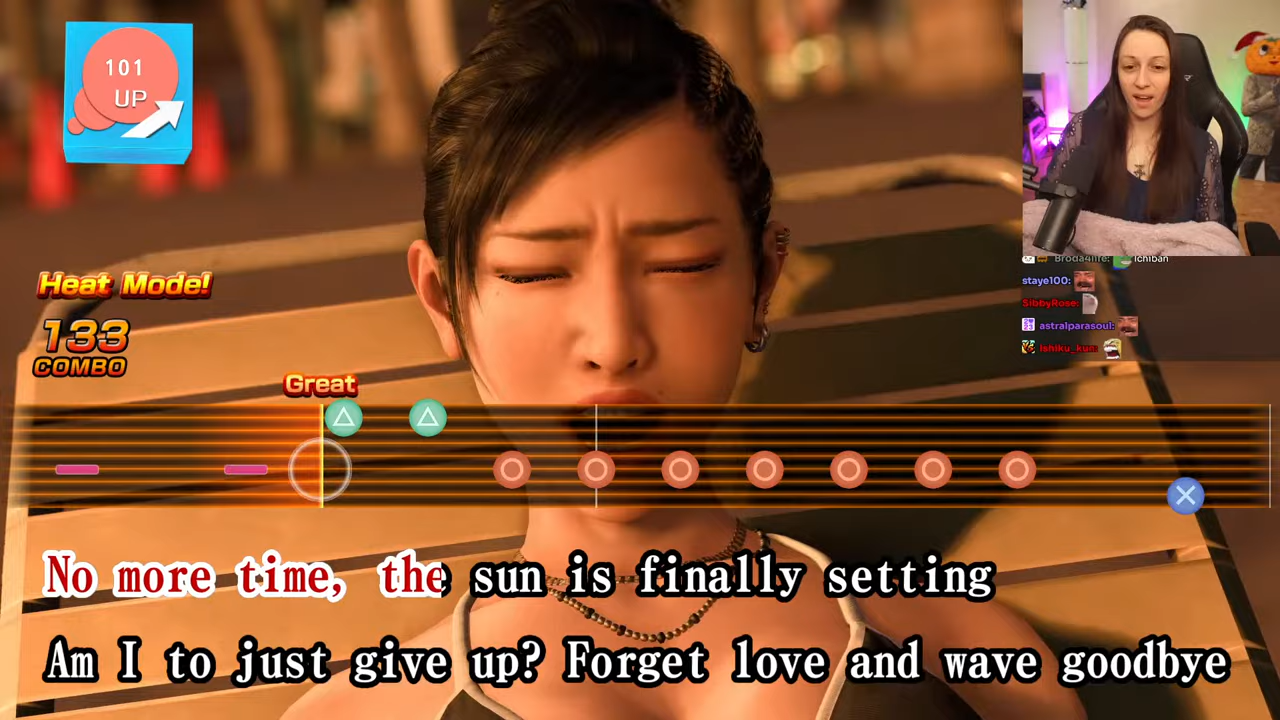 101
UP
Broda4life: Ichiban
staye100:
SibbyRose:
astralparasoul:
Ishiku_kun:
Heat Mode!
133
COMBO
Great
No more time, the sun is finally setting
Am I to just give up? Forget love and wave goodbye